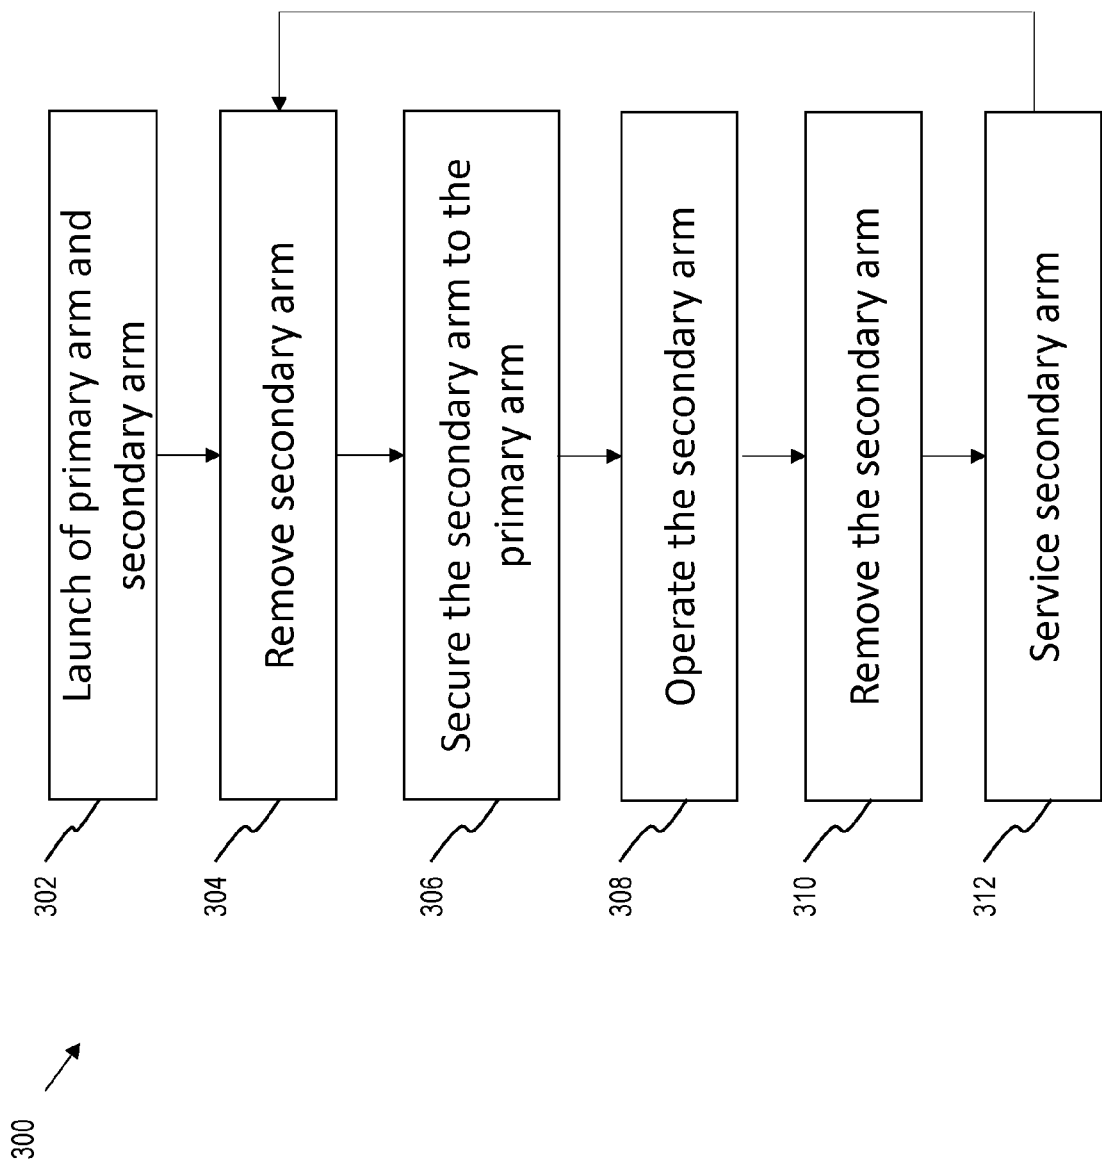 300
302
Launch of primary arm and
secondary arm
304
Remove secondary arm
306
Secure the secondary arm to the
primary arm
308
Operate the secondary arm
310
Remove the secondary arm
312
Service secondary arm